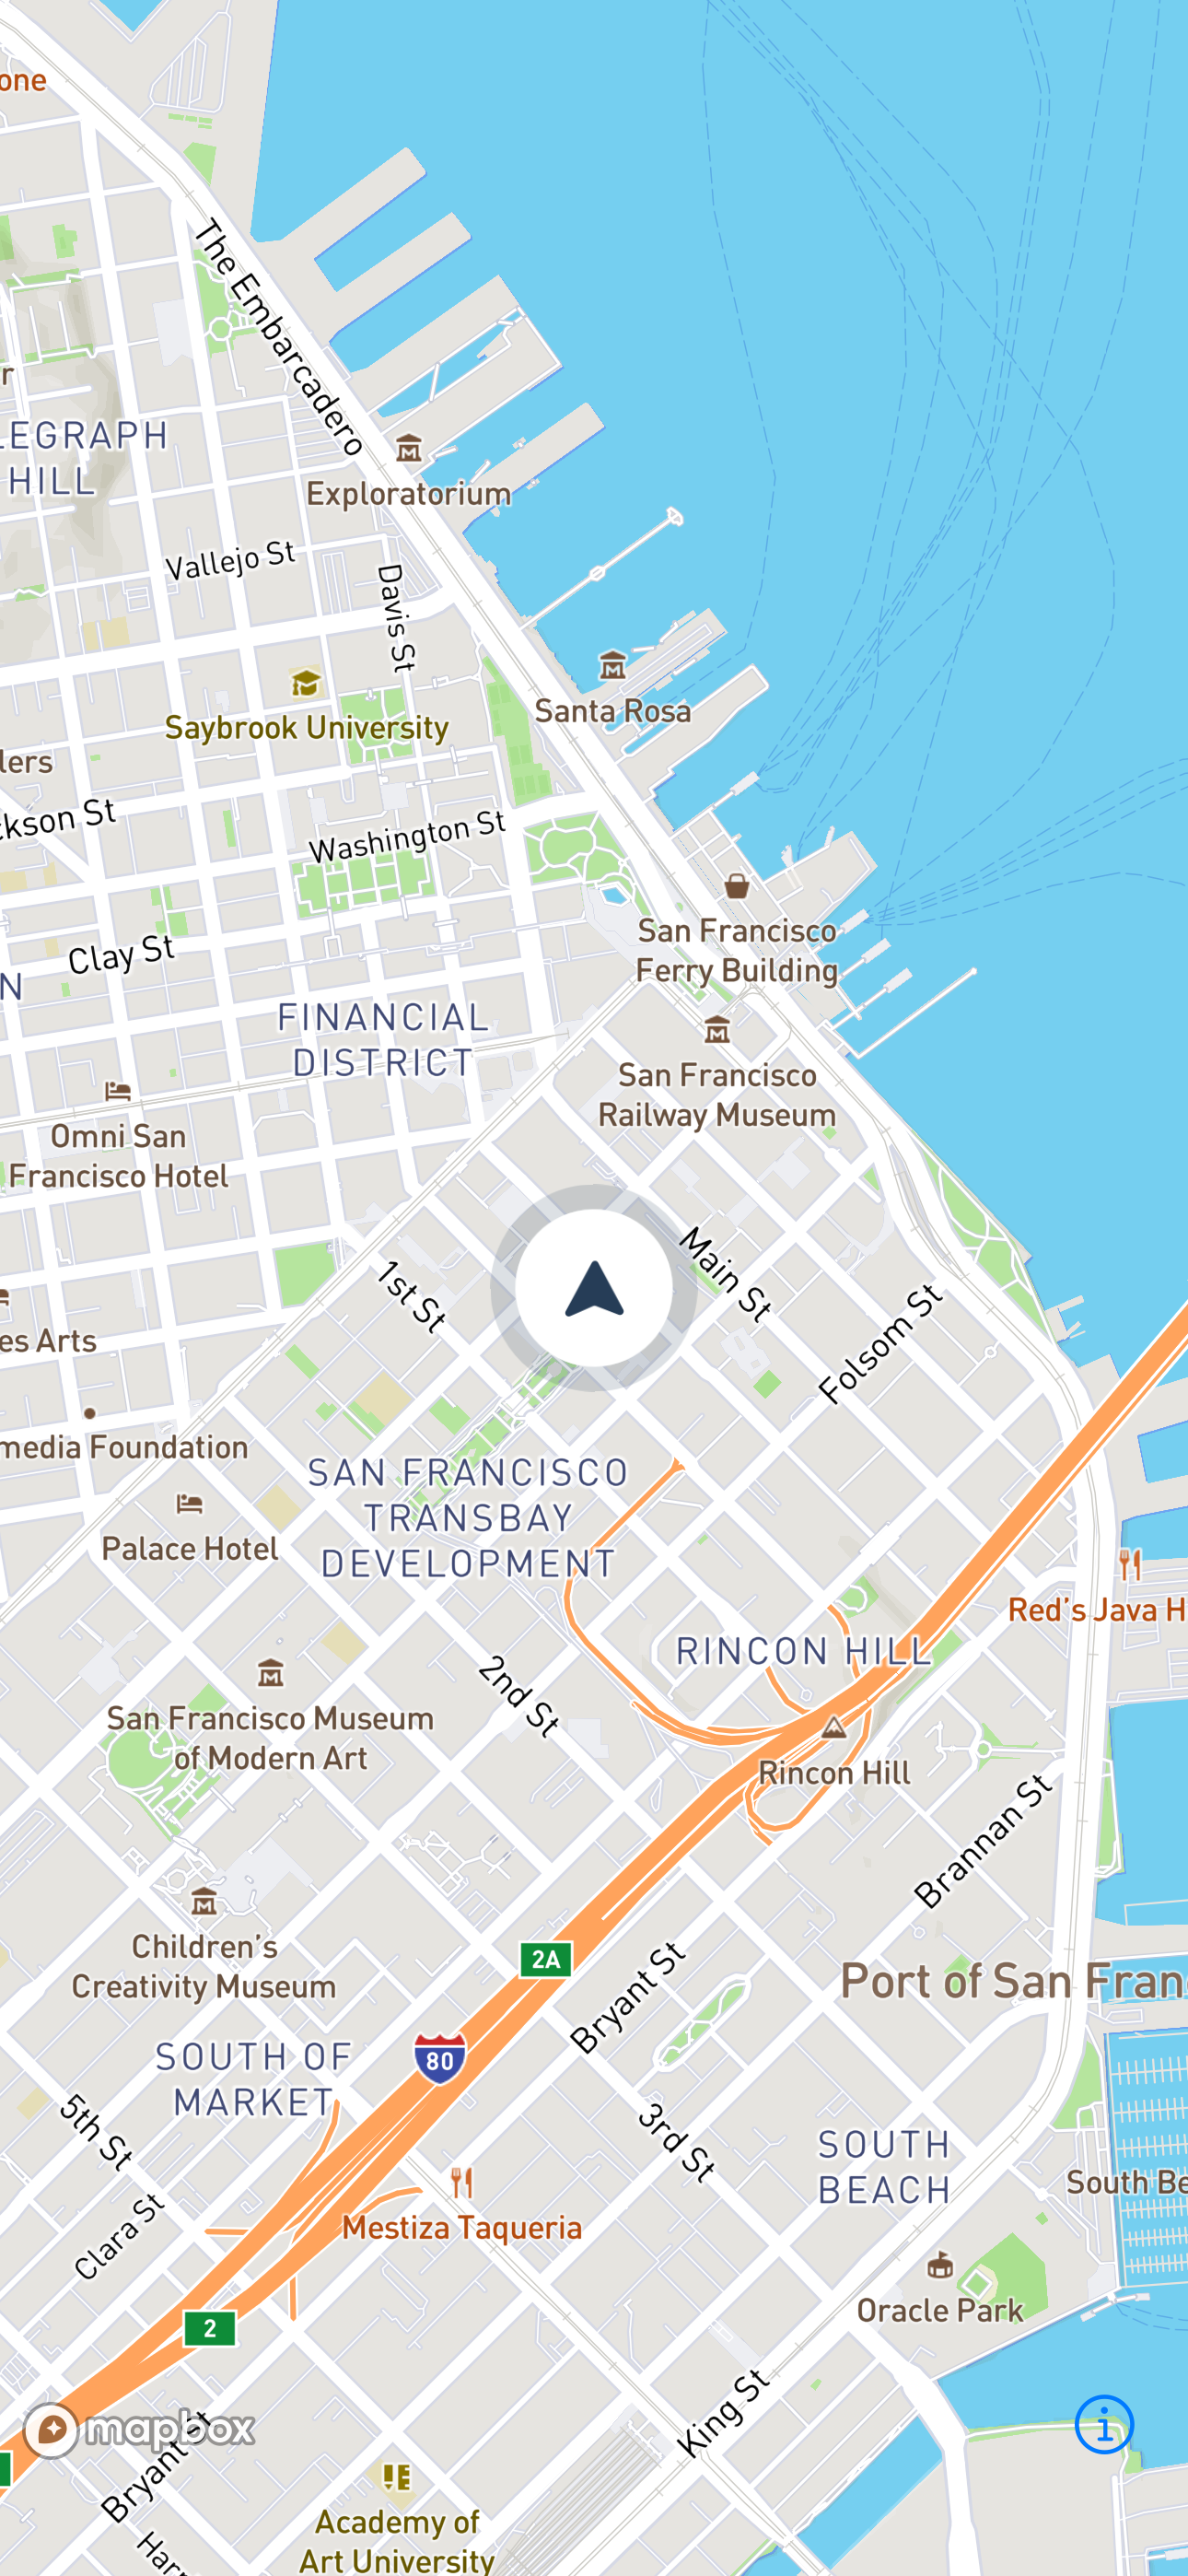 one
The Embarcadero
r
LEGRAPH
HILL
Exploratorium
Vallejo St
Davis St
Santa Rosa
Saybrook University
lers
ckson St
Washington St
San Francisco
Ferry Building
Clay St
N
FINANCIAL
DISTRICT
San Francisco
Railway Museum
Omni San
Francisco Hotel
Main St
1st St
Folsom St
es Arts
media Foundation
SAN FRANCISCO
TRANSBAY
DEVELOPMENT
Palace Hotel
Red's Java H
RINCON HILL
2nd St
San Francisco Museum
of Modern Art
Rincon Hill
Brannan St
Children's
Creativity Museum
2A
Bryant St
Port of San Franc
80
SOUTH OF
MARKET
5th St
3rd St
SOUTH
BEACH
South Be
Clara St
Mestiza Taqueria
Oracle Park
2
King St
mapbox
Bryant St
Academy of
Art University
Harr